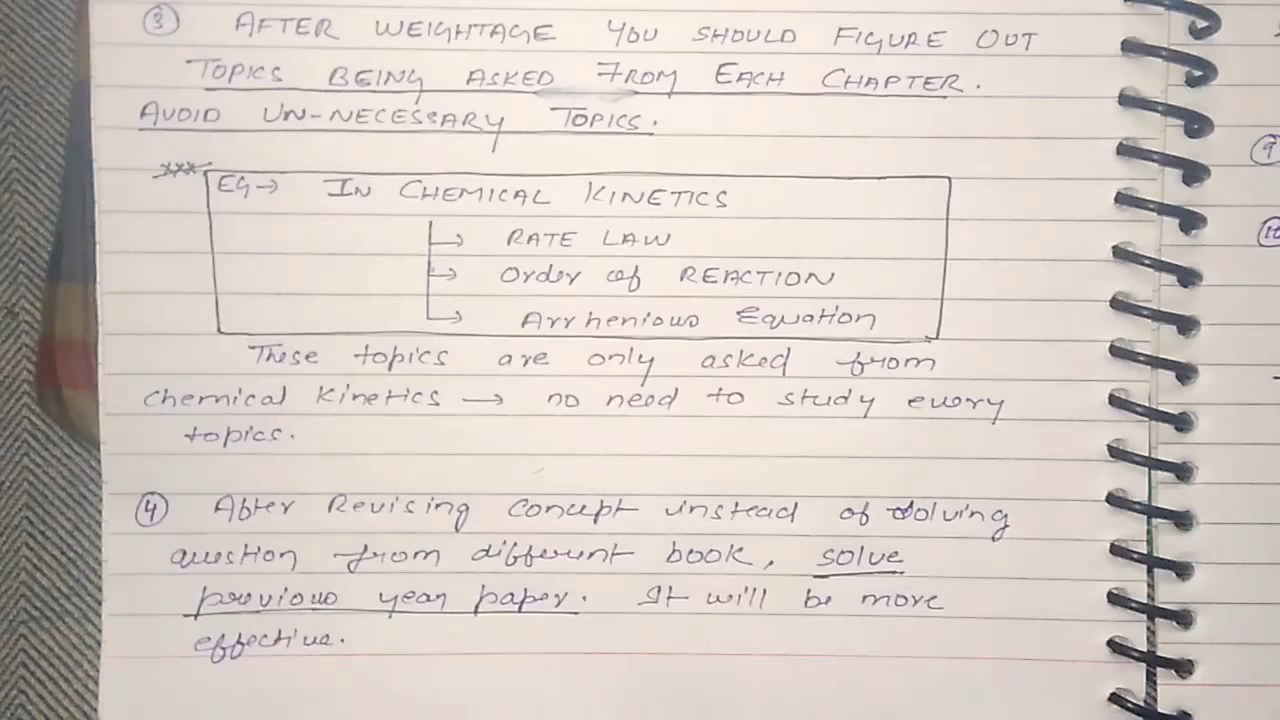 ③ AFTER WEIGHTAGE YOU SHOULD FIGURE OUT
TOPICS BEING ASKED FROM EACH CHAPTER.
AVOID UN-NECESSARY TOPICS.
***
EG→ IN CHEMICAL KINETICS
→ RATE LAW
→ Order of REACTION
→ Arrhenious Equation
These topics are only asked from
chemical kinetics → no need to study every
topics.
④ After Revising concept instead of solving
question from different book, solve
previous year paper. It will be more
effective.
9
10